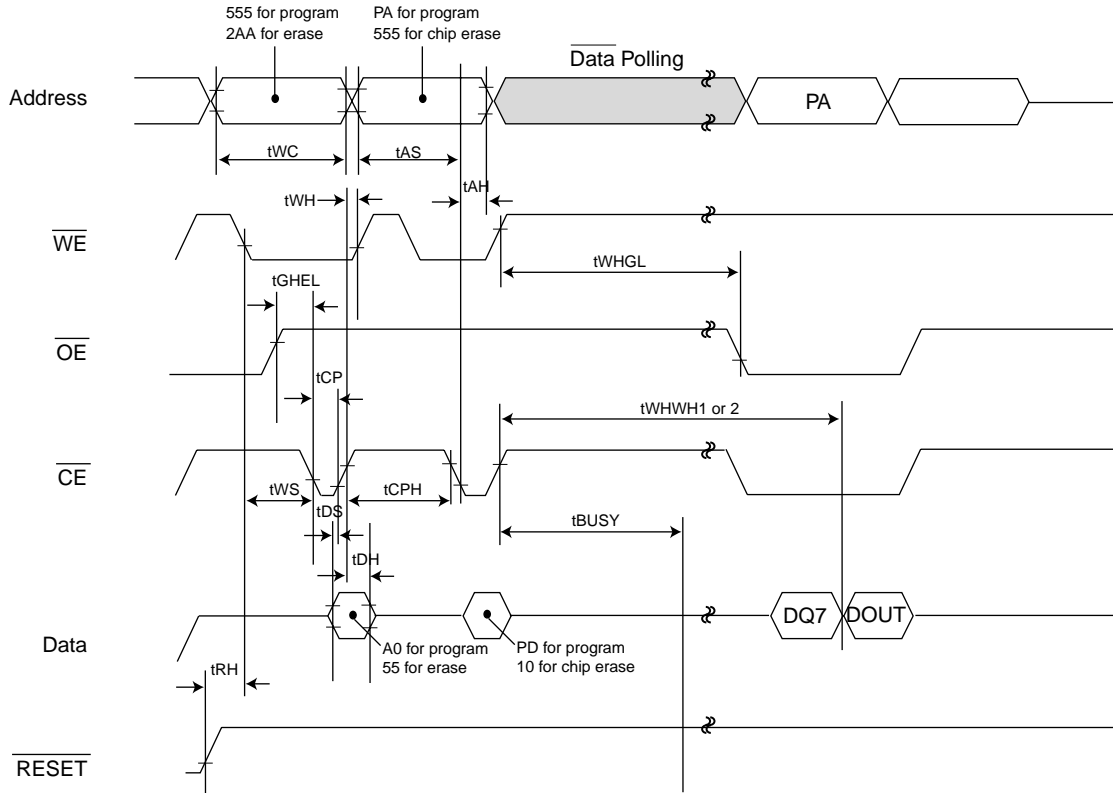 555 for program
2AA for erase
PA for program
555 for chip erase
Data Polling
Address
PA
tWC
tAS
tAH
tWH
WE
tWHGL
tGHEL
OE
tCP
tWHWH1 or 2
CE
tWS
tCPH
tDS
tBUSY
tDH
DQ7
DOUT
Data
A0 for program
55 for erase
PD for program
10 for chip erase
tRH
RESET